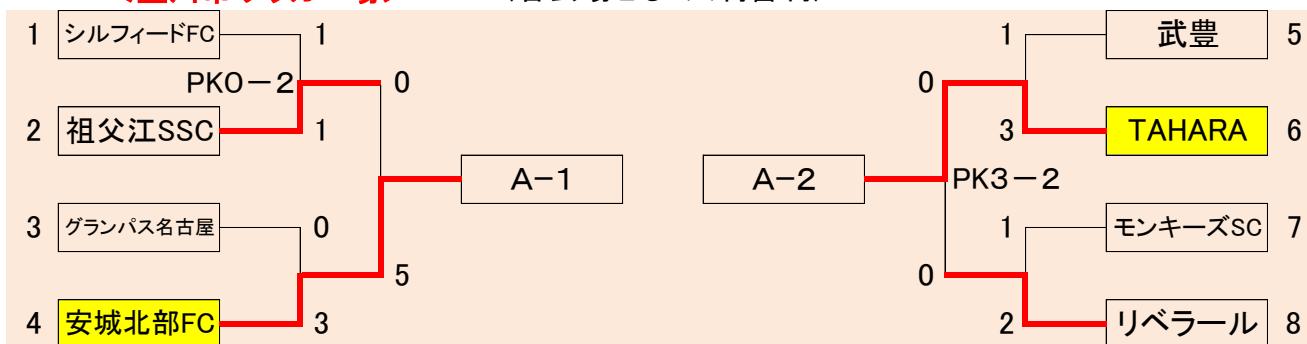 1 シルフィードFC 1
PK0－2 0
2 祖父江SSC 1
A－1
3 グランパス名古屋 0
5
4 安城北部FC 3
1 武豊 5
0
3 TAHARA 6
A－2 PK3－2
1 モンキーズSC 7
0
2 リベラール 8